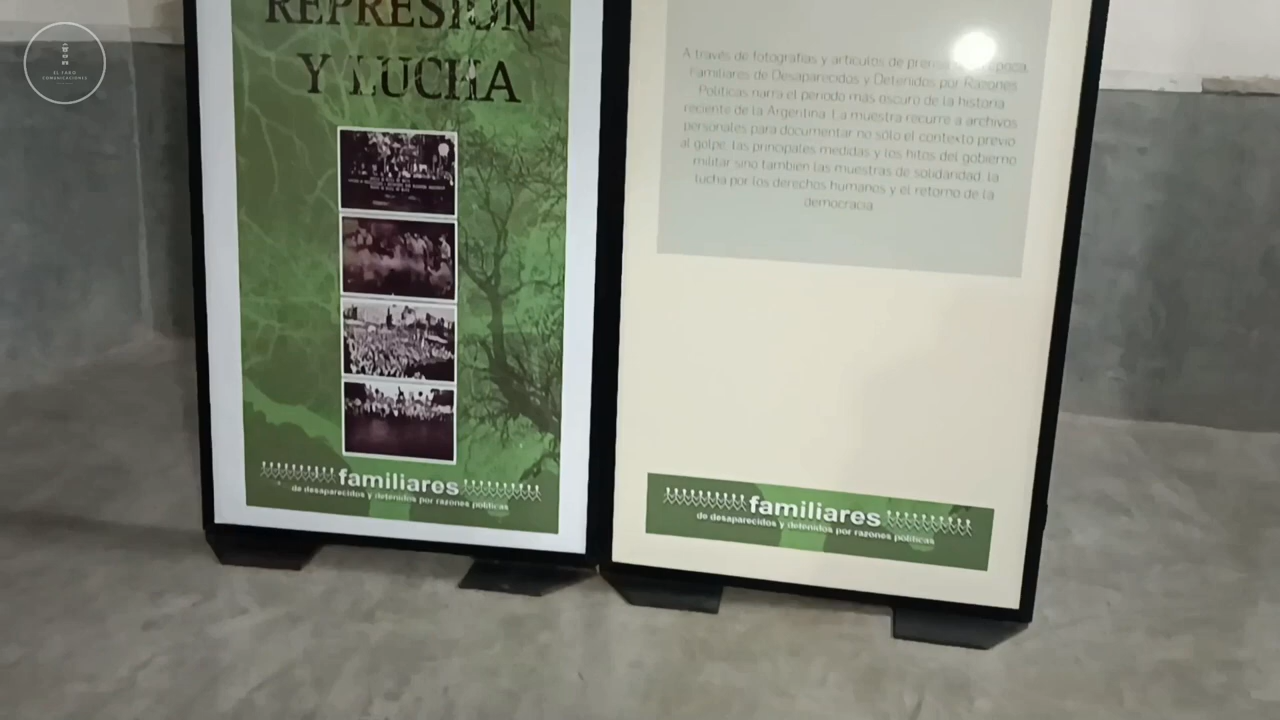 EL FARO
COMUNICACIONES
REPRESIÓN
Y LUCHA
familiares
de desaparecidos y detenidos por razones políticas
A través de fotografías y artículos de prensa época,
Familiares de Desaparecidos y Detenidos por Razones
Políticas narra el período más oscuro de la historia
reciente de la Argentina. La muestra recurre a archivos
personales para documentar no sólo el contexto previo
al golpe, las principales medidas y los hitos del gobierno
militar sino también las muestras de solidaridad, la
lucha por los derechos humanos y el retorno de la
democracia.
familiares
de desaparecidos y detenidos por razones políticas